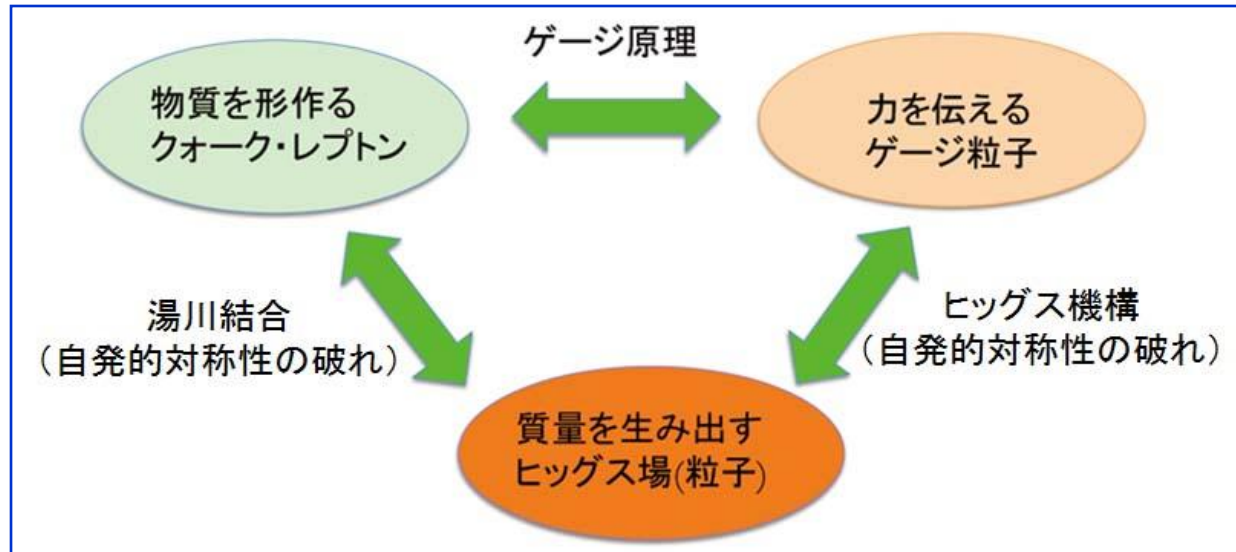 ゲージ原理
物質を形作る
クォーク・レプトン
力を伝える
ゲージ粒子
湯川結合
（自発的対称性の破れ）
ヒッグス機構
（自発的対称性の破れ）
質量を生み出す
ヒッグス場(粒子)